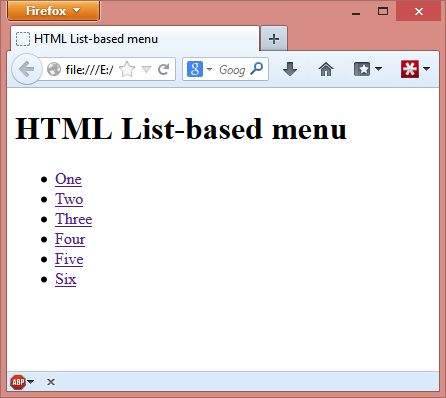 Firefox
HTML List-based menu
file:///E:/
g Goog
HTML List-based menu
One
Two
Three
Four
Five
Six
ABP